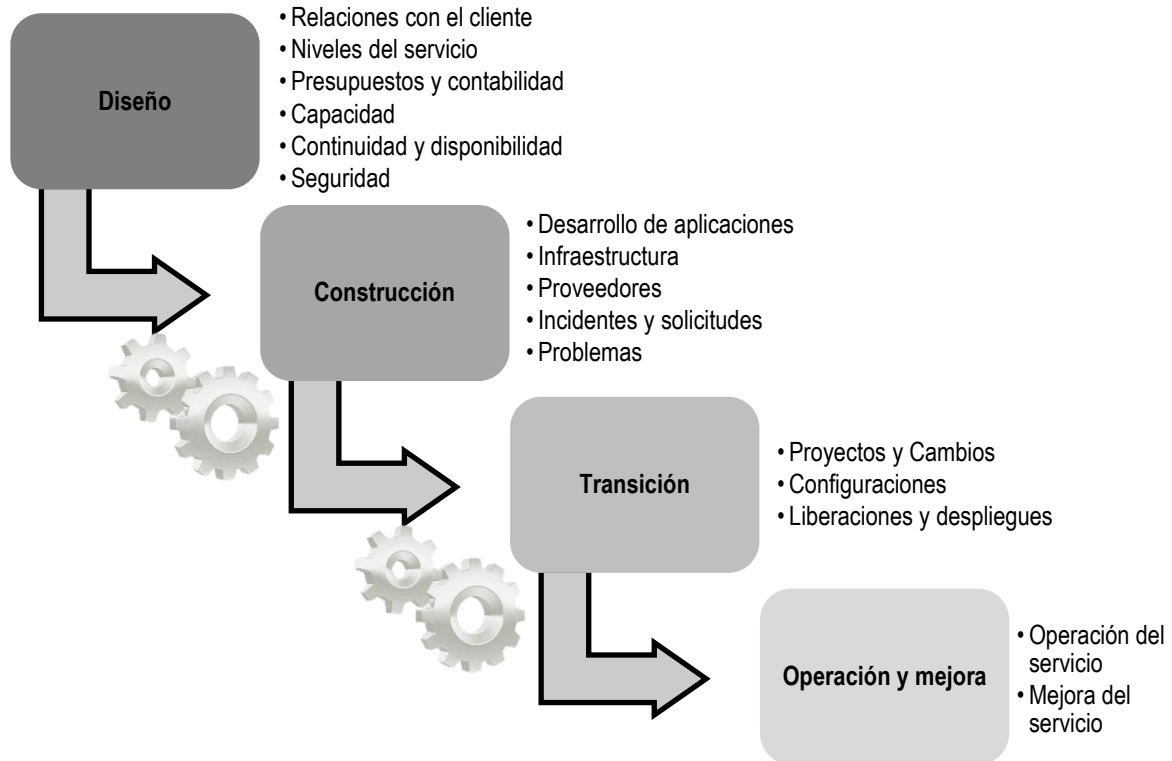 Diseño
• Relaciones con el cliente
• Niveles del servicio
• Presupuestos y contabilidad
• Capacidad
• Continuidad y disponibilidad
• Seguridad
Construcción
• Desarrollo de aplicaciones
• Infraestructura
• Proveedores
• Incidentes y solicitudes
• Problemas
Transición
• Proyectos y Cambios
• Configuraciones
• Liberaciones y despliegues
Operación y mejora
• Operación del
servicio
• Mejora del
servicio